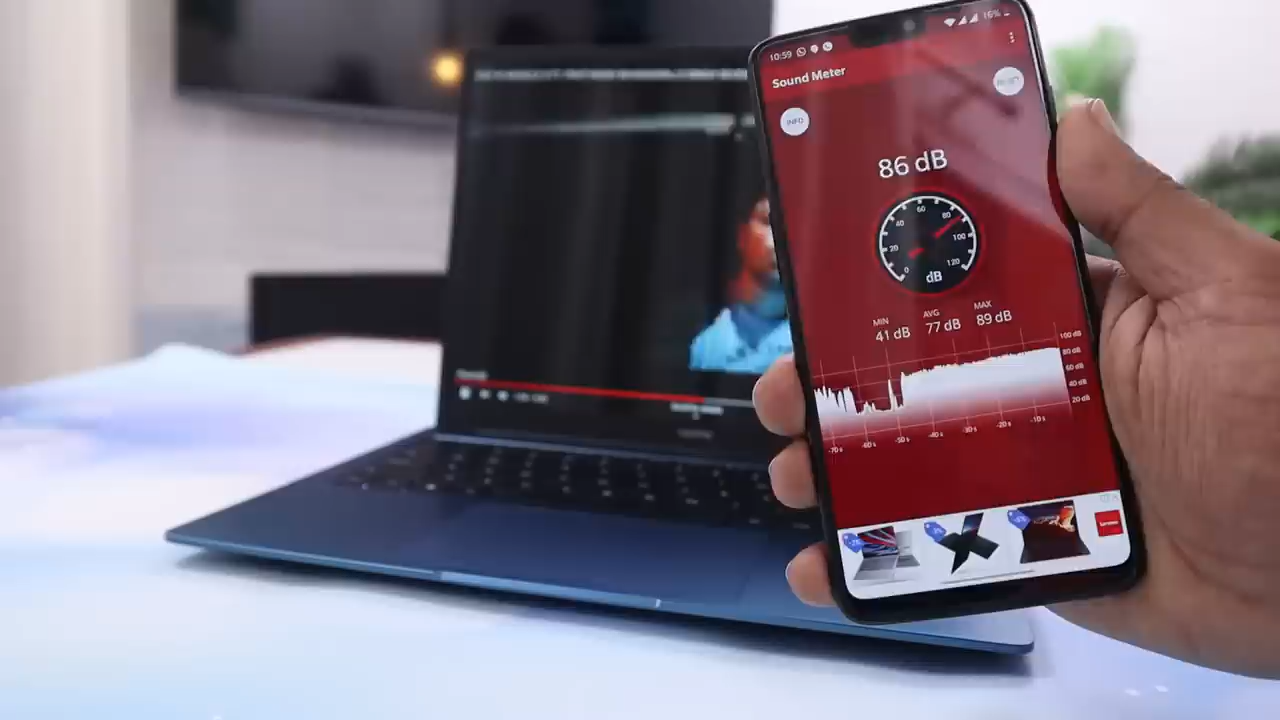 10:59
16%
Sound Meter
INFO
86 dB
0
20
40
60
80
100
120
dB
MIN
41 dB
AVG
77 dB
MAX
89 dB
100 dB
80 dB
60 dB
40 dB
20 dB
-70 s
-60 s
-50 s
-40 s
-30 s
-20 s
-10 s
Lenovo